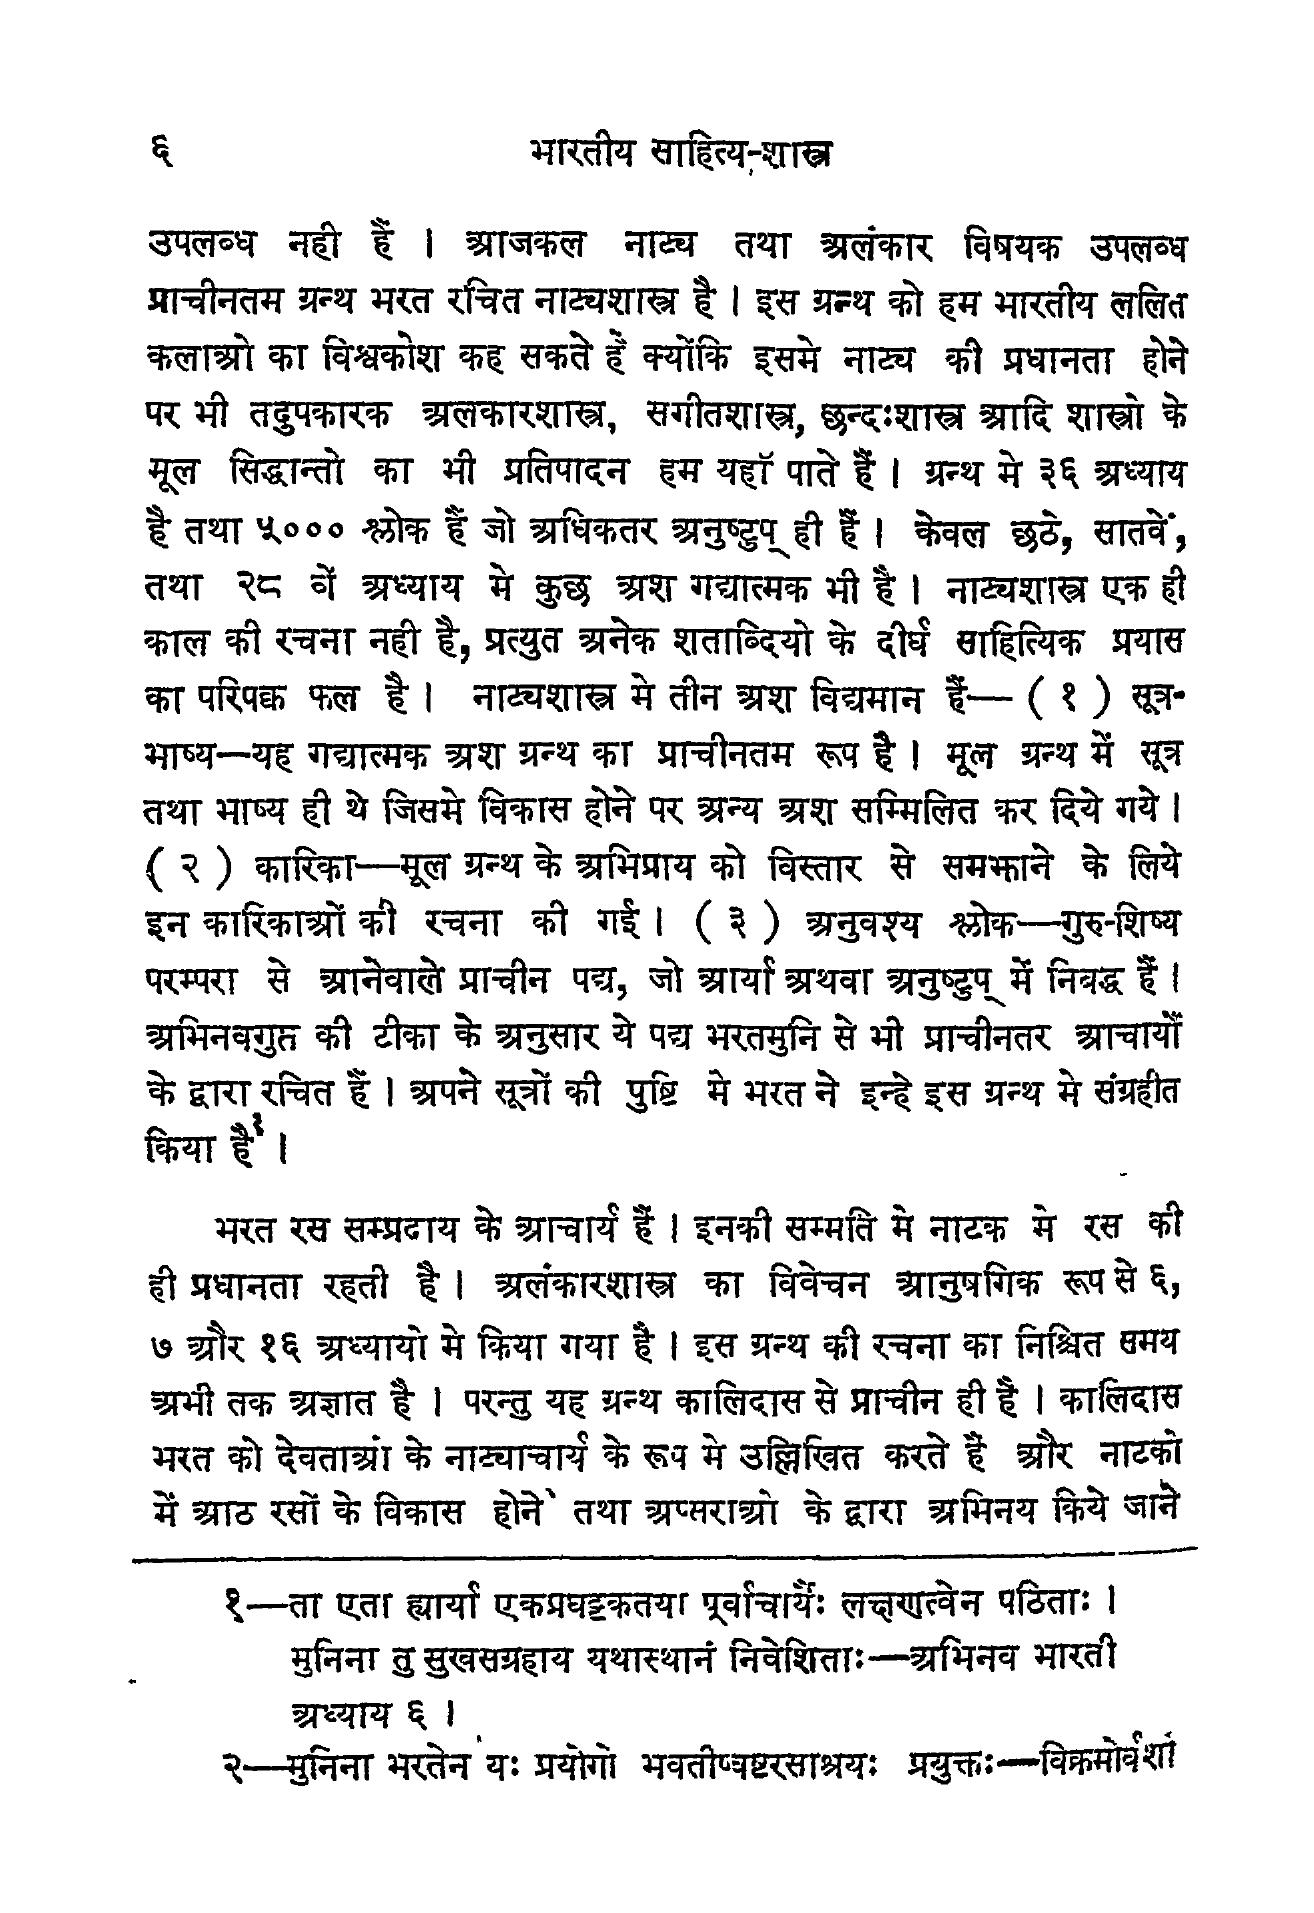 ६ भारतीय साहित्य-शास्त्र
उपलब्ध नही हैं । आजकल नाट्य तथा अलंकार विषयक उपलब्ध
प्राचीनतम ग्रन्थ भरत रचित नाट्यशास्त्र है । इस ग्रन्थ को हम भारतीय ललित
कलाओ का विश्वकोश कह सकते हैं क्योंकि इसमे नाट्य की प्रधानता होने
पर भी तदुपकारक अलकारशास्त्र, सगीतशास्त्र, छन्दःशास्त्र आदि शास्त्रो के
मूल सिद्धान्तो का भी प्रतिपादन हम यहाॅ पाते हैं । ग्रन्थ मे ३६ अध्याय
है तथा ५००० श्लोक हैं जो अधिकतर अनुष्टुप् ही हैं । केवल छठे, सातवें,
तथा २८ वें अध्याय मे कुछ अश गद्यात्मक भी है । नाट्यशास्त्र एक ही
काल की रचना नही है, प्रत्युत अनेक शताब्दियो के दीर्घ साहित्यिक प्रयास
का परिपक्व फल है । नाट्यशास्त्र मे तीन अश विद्यमान हैं—( १ ) सूत्र-
भाष्य—यह गद्यात्मक अश ग्रन्थ का प्राचीनतम रूप है । मूल ग्रन्थ में सूत्र
तथा भाष्य ही थे जिसमे विकास होने पर अन्य अश सम्मिलित कर दिये गये ।
( २ ) कारिका—मूल ग्रन्थ के अभिप्राय को विस्तार से समझाने के लिये
इन कारिकाओं की रचना की गई । ( ३ ) अनुवश्य श्लोक—गुरु-शिष्य
परम्परा से आनेवाले प्राचीन पद्य, जो आर्या अथवा अनुष्टुप् में निबद्ध हैं ।
अभिनवगुप्त की टीका के अनुसार ये पद्य भरतमुनि से भी प्राचीनतर आचार्यों
के द्वारा रचित हैं । अपने सूत्रों की पुष्टि मे भरत ने इन्हे इस ग्रन्थ मे संग्रहीत
किया है१ ।
भरत रस सम्प्रदाय के आचार्य हैं । इनकी सम्मति मे नाटक मे रस की
ही प्रधानता रहती है । अलंकारशास्त्र का विवेचन आनुषगिक रूप से ६,
७ और १६ अध्यायो मे किया गया है । इस ग्रन्थ की रचना का निश्चित समय
अभी तक अज्ञात है । परन्तु यह ग्रन्थ कालिदास से प्राचीन ही है । कालिदास
भरत को देवताओं के नाट्याचार्य के रूप मे उल्लिखित करते हैं और नाटको
में आठ रसों के विकास होने तथा अप्सराओ के द्वारा अभिनय किये जाने
१—ता एता ह्यार्या एकप्रघट्टकतया पूर्वाचार्यैः लक्षणत्वेन पठिताः ।
मुनिना तु सुखसग्रहाय यथास्थानं निवेशिताः—अभिनव भारती
अध्याय ६ ।
२—मुनिना भरतेन यः प्रयोगो भवतीष्वष्टरसाश्रयः प्रयुक्तः—विक्रमोर्वशी